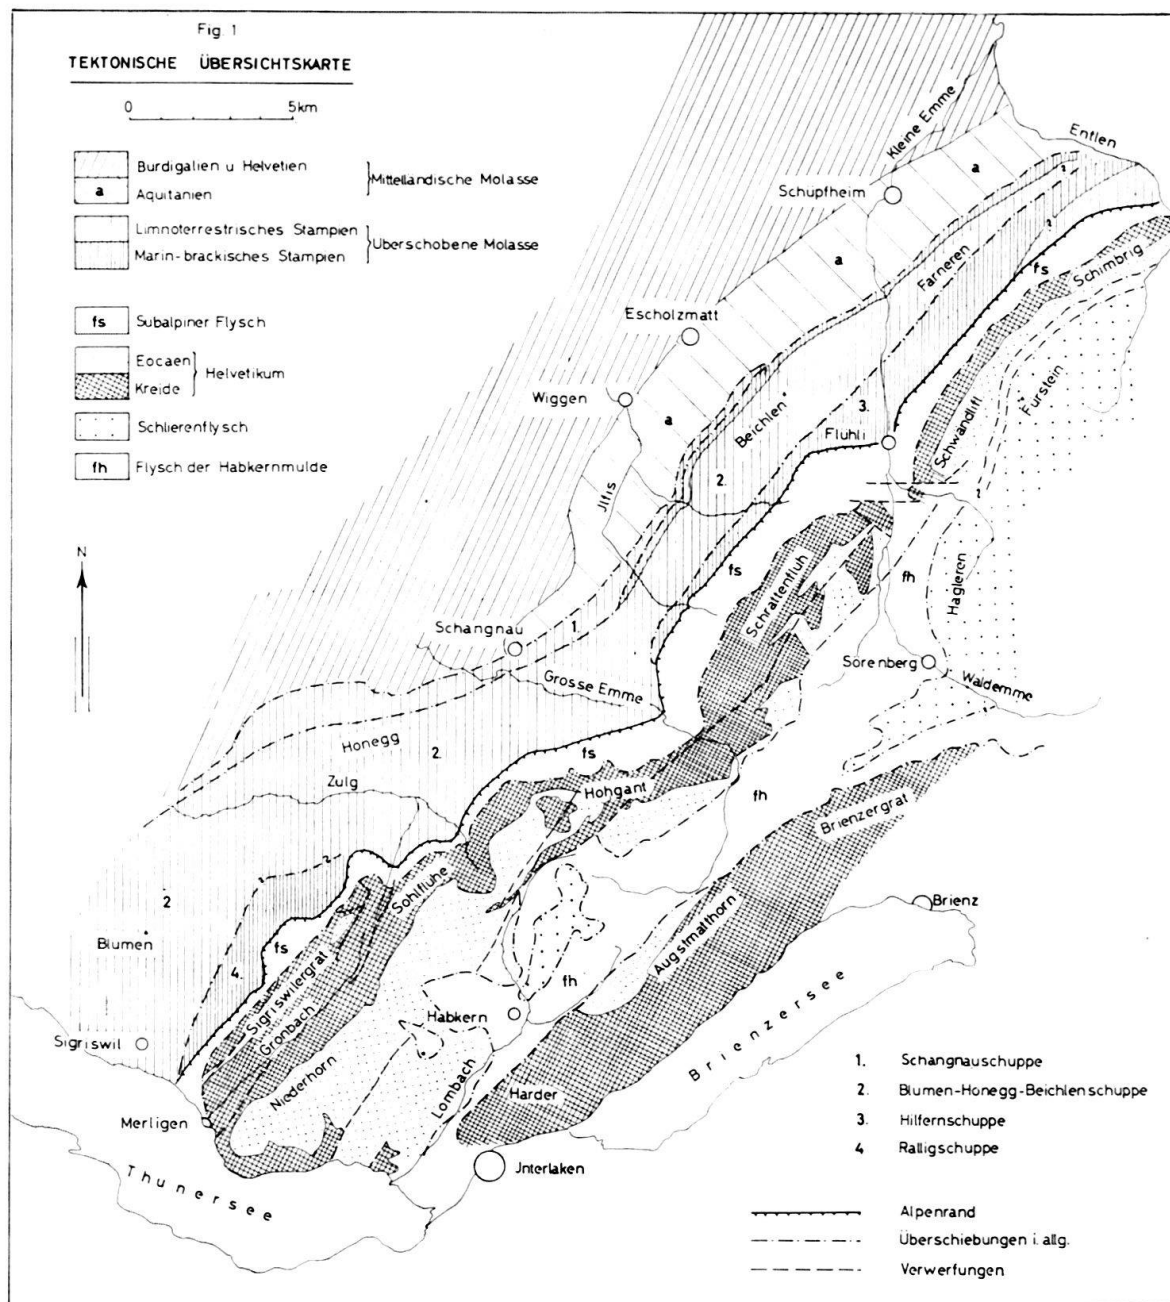 Fig. 1
TEKTONISCHE ÜBERSICHTSKARTE
0 5km
Burdigalien u Helvetien
a Aquitanien
Mittelländische Molasse
Limnoterrestrisches Stampien
Marin-brackisches Stampien
Überschobene Molasse
fs Subalpiner Flysch
Eocaen
Kreide
Helvetikum
Schlierenflysch
fh Flysch der Habkernmulde
N
Kleine Emme
Entlen
a
Schüpfheim
a
Farneren
fs
Schimbrig
Escholzmatt
Wiggen
a
Beichlen
3.
Flühli
Schwandlifl
Fürstein
2.
Jlfis
fs
Schrattenfluh
fh
Hagleren
1.
Schangnau
Sörenberg
Grosse Emme
Waldemme
Honegg
2.
fs
Zulg
Hohgant
fh
Brienzergrat
Sohlflühe
2
Brienz
Augstmatthorn
Blumen
fs
4.
Sigriswilergrat
Grönbach
fh
Habkern
Sigriswil
Brienzersee
Niederhorn
Lombach
Harder
Merligen
Jnterlaken
Thunersee
1. Schangnauschuppe
2. Blumen-Honegg-Beichlenschuppe
3. Hilfernschuppe
4 Ralligschuppe
Alpenrand
Überschiebungen i. allg.
Verwerfungen